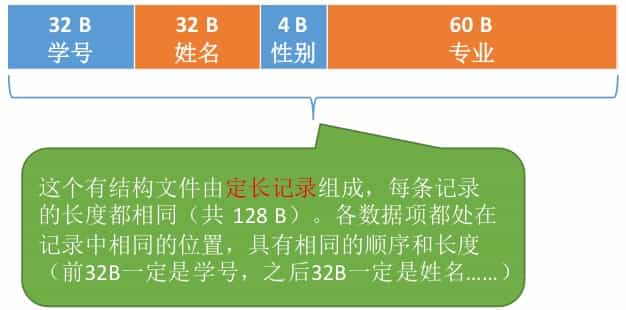 32 B 32 B 4 B 60 B
学号 姓名 性别 专业
这个有结构文件由定长记录组成，每条记录
的长度都相同（共 128 B）。各数据项都处在
记录中相同的位置，具有相同的顺序和长度
（前32B一定是学号，之后32B一定是姓名……）